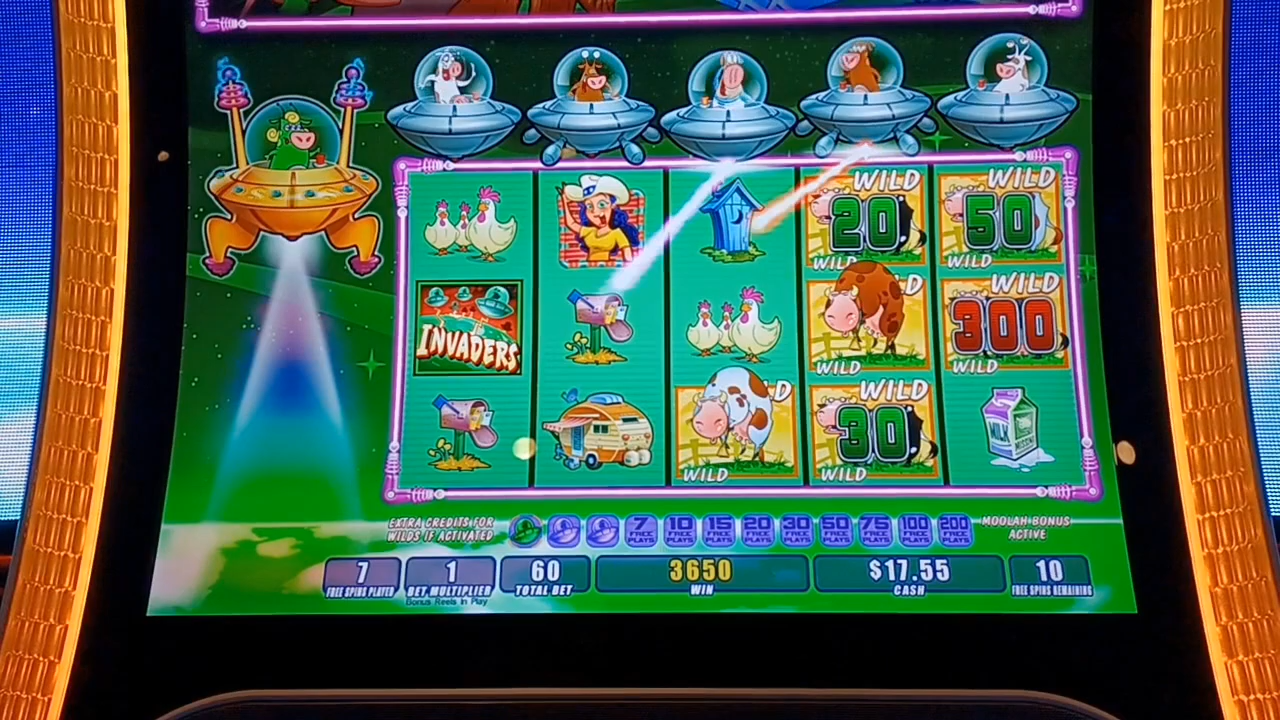 WILD
20
WILD
WILD
50
WILD
INVADERS
D
WILD
WILD
300
WILD
D
WILD
WILD
30
WILD
MILK
MISSING
EXTRA CREDITS FOR
WILDS IF ACTIVATED
7 FREE PLAYS
10 FREE PLAYS
15 FREE PLAYS
20 FREE PLAYS
30 FREE PLAYS
50 FREE PLAYS
75 FREE PLAYS
100 FREE PLAYS
200 FREE PLAYS
MOOLAH BONUS
ACTIVE
7
FREE SPINS PLAYED
1
BET MULTIPLIER
Bonus Reels In Play
60
TOTAL BET
3650
WIN
$17.55
CASH
10
FREE SPINS REMAINING